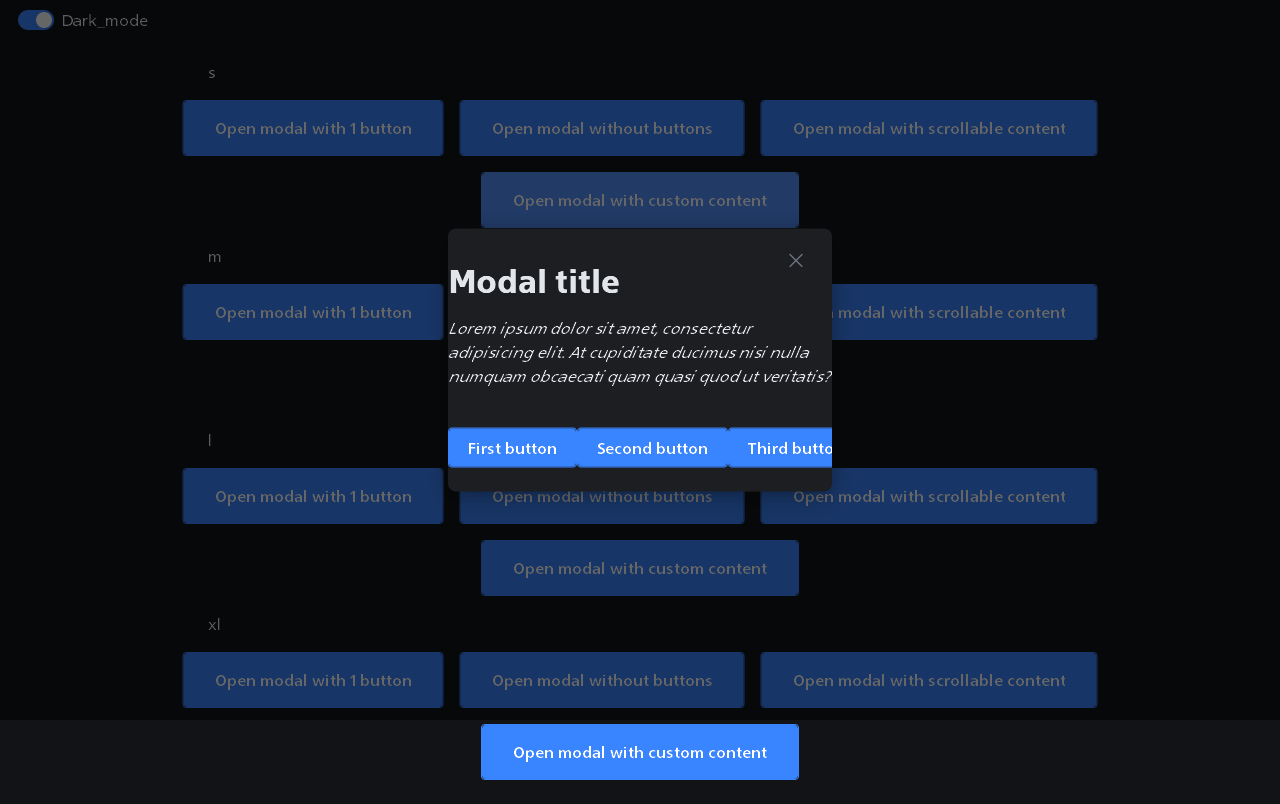 Dark_mode
s
Open modal with 1 button
Open modal without buttons
Open modal with scrollable content
Open modal with custom content
m
Open modal with 1 button
modal with scrollable content
Modal title
Lorem ipsum dolor sit amet, consectetur
adipisicing elit. At cupiditate ducimus nisi nulla
numquam obcaecati quam quasi quod ut veritatis?
First button
Second button
Third butto
l
Open modal with 1 button
Open modal without buttons
Open modal with scrollable content
Open modal with custom content
xl
Open modal with 1 button
Open modal without buttons
Open modal with scrollable content
Open modal with custom content